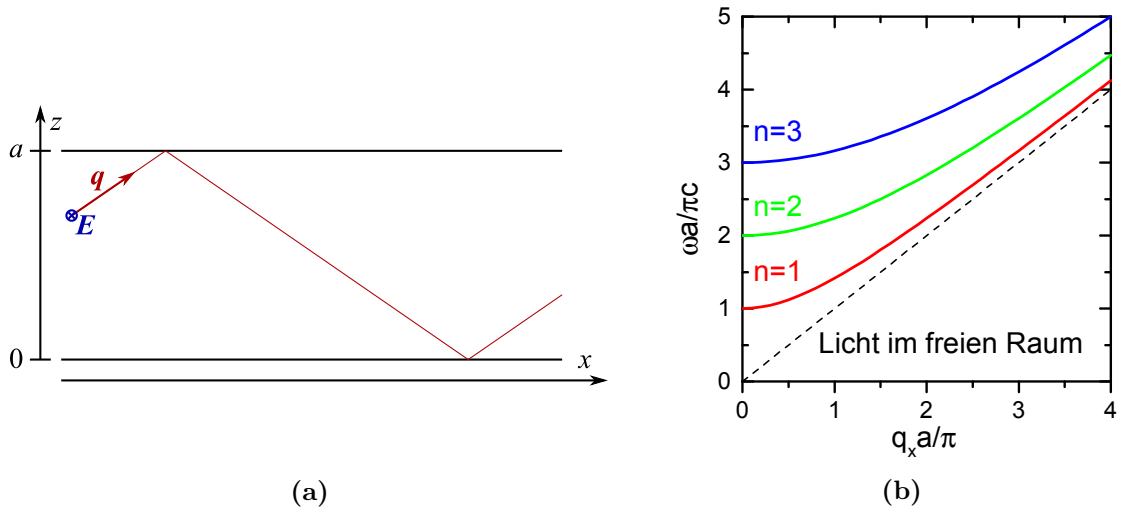 z
a
q
E
0
x
(a)
5
4
3
2
1
0
ωa/πc
n=3
n=2
n=1
Licht im freien Raum
0 1 2 3 4
q_x a/π
(b)